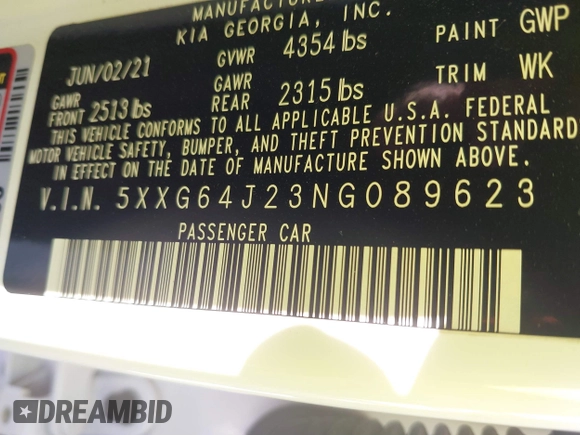 MANUFACTURE
KIA GEORGIA, INC.
JUN/02/21 GVWR 4354 lbs PAINT GWP
GAWR FRONT 2513 lbs GAWR REAR 2315 lbs TRIM WK
THIS VEHICLE CONFORMS TO ALL APPLICABLE U.S.A. FEDERAL
MOTOR VEHICLE SAFETY, BUMPER, AND THEFT PREVENTION STANDARD
IN EFFECT ON THE DATE OF MANUFACTURE SHOWN ABOVE.
V.I.N. 5XXG64J23NG089623
PASSENGER CAR
DREAMBID